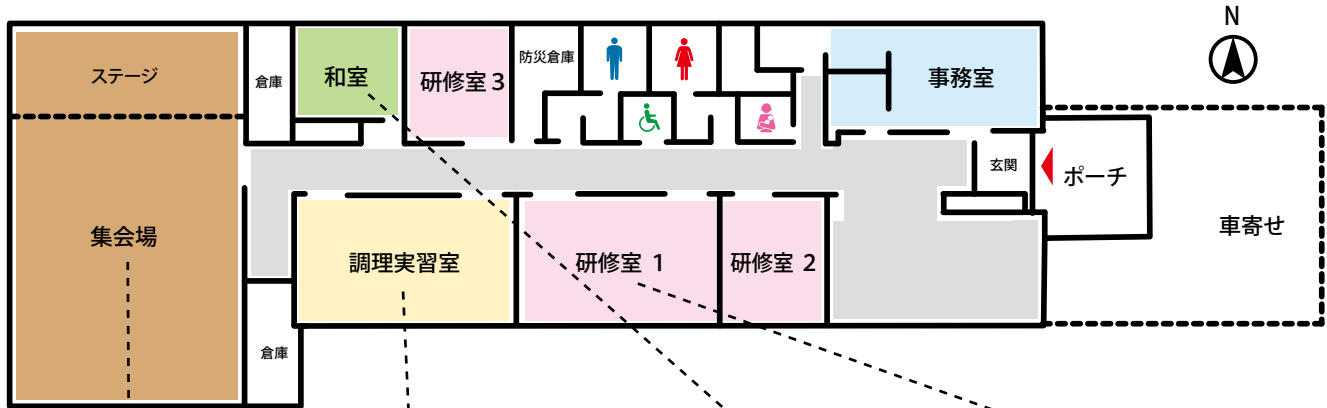 N
ステージ
倉庫
和室
研修室 3
防災倉庫
事務室
玄関
ポーチ
車寄せ
集会場
調理実習室
研修室 1
研修室 2
倉庫